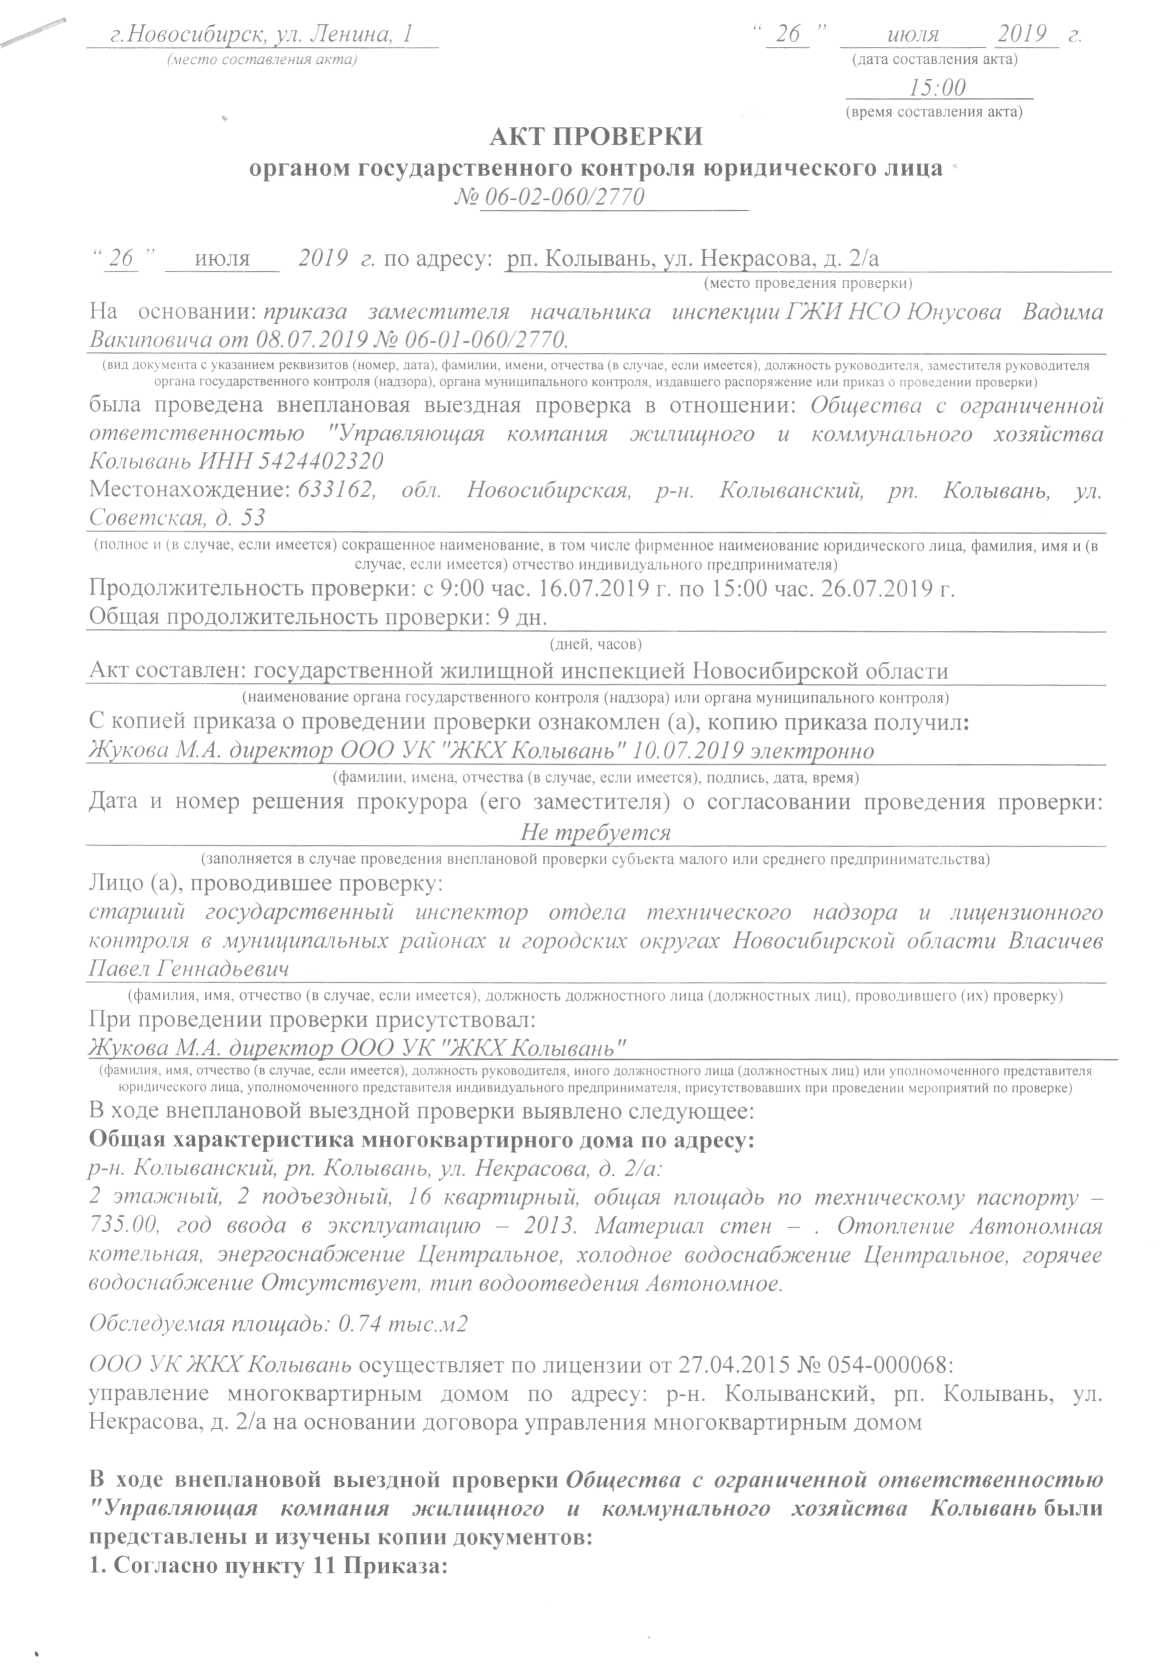 г.Новосибирск, ул. Ленина, 1 “ 26 ” июля 2019 г.
(место составления акта) (дата составления акта)
15:00
(время составления акта)
АКТ ПРОВЕРКИ
органом государственного контроля юридического лица
№ 06-02-060/2770
“ 26 ” июля 2019 г. по адресу: рп. Колывань, ул. Некрасова, д. 2/а
(место проведения проверки)
На основании: приказа заместителя начальника инспекции ГЖИ НСО Юнусова Вадима
Вакиповича от 08.07.2019 № 06-01-060/2770.
(вид документа с указанием реквизитов (номер, дата), фамилии, имени, отчества (в случае, если имеется), должность руководителя, заместителя руководителя
органа государственного контроля (надзора), органа муниципального контроля, издавшего распоряжение или приказ о проведении проверки)
была проведена внеплановая выездная проверка в отношении: Общества с ограниченной
ответственностью "Управляющая компания жилищного и коммунального хозяйства
Колывань ИНН 5424402320
Местонахождение: 633162, обл. Новосибирская, р-н. Колыванский, рп. Колывань, ул.
Советская, д. 53
(полное и (в случае, если имеется) сокращенное наименование, в том числе фирменное наименование юридического лица, фамилия, имя и (в
случае, если имеется) отчество индивидуального предпринимателя)
Продолжительность проверки: с 9:00 час. 16.07.2019 г. по 15:00 час. 26.07.2019 г.
Общая продолжительность проверки: 9 дн.
(дней, часов)
Акт составлен: государственной жилищной инспекцией Новосибирской области
(наименование органа государственного контроля (надзора) или органа муниципального контроля)
С копией приказа о проведении проверки ознакомлен (а), копию приказа получил:
Жукова М.А. директор ООО УК "ЖКХ Колывань" 10.07.2019 электронно
(фамилии, имена, отчества (в случае, если имеется), подпись, дата, время)
Дата и номер решения прокурора (его заместителя) о согласовании проведения проверки:
Не требуется
(заполняется в случае проведения внеплановой проверки субъекта малого или среднего предпринимательства)
Лицо (а), проводившее проверку:
старший государственный инспектор отдела технического надзора и лицензионного
контроля в муниципальных районах и городских округах Новосибирской области Власичев
Павел Геннадьевич
(фамилия, имя, отчество (в случае, если имеется), должность должностного лица (должностных лиц), проводившего (их) проверку)
При проведении проверки присутствовал:
Жукова М.А. директор ООО УК "ЖКХ Колывань"
(фамилия, имя, отчество (в случае, если имеется), должность руководителя, иного должностного лица (должностных лиц) или уполномоченного представителя
юридического лица, уполномоченного представителя индивидуального предпринимателя, присутствовавших при проведении мероприятий по проверке)
В ходе внеплановой выездной проверки выявлено следующее:
Общая характеристика многоквартирного дома по адресу:
р-н. Колыванский, рп. Колывань, ул. Некрасова, д. 2/а:
2 этажный, 2 подъездный, 16 квартирный, общая площадь по техническому паспорту –
735.00, год ввода в эксплуатацию – 2013. Материал стен – . Отопление Автономная
котельная, энергоснабжение Центральное, холодное водоснабжение Центральное, горячее
водоснабжение Отсутствует, тип водоотведения Автономное.
Обследуемая площадь: 0.74 тыс.м2
ООО УК ЖКХ Колывань осуществляет по лицензии от 27.04.2015 № 054-000068:
управление многоквартирным домом по адресу: р-н. Колыванский, рп. Колывань, ул.
Некрасова, д. 2/а на основании договора управления многоквартирным домом
В ходе внеплановой выездной проверки Общества с ограниченной ответственностью
"Управляющая компания жилищного и коммунального хозяйства Колывань были
представлены и изучены копии документов:
1. Согласно пункту 11 Приказа: